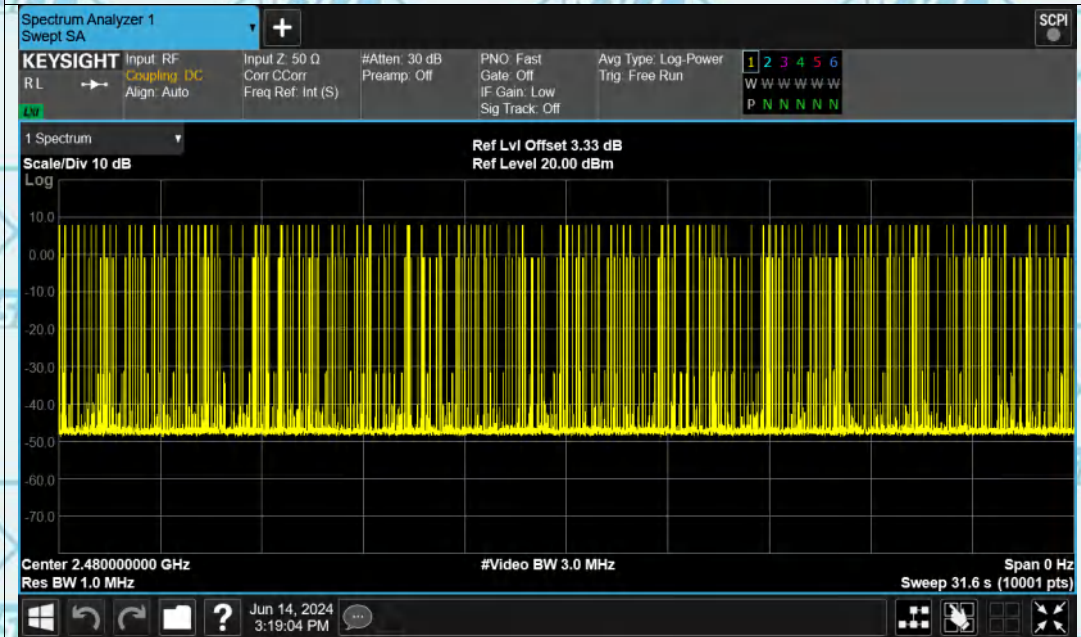 Spectrum Analyzer 1
Swept SA
+
SCPI
KEYSIGHT
RL
LXI
Input: RF
Coupling: DC
Align: Auto
Input Z: 50 Ω
Corr CCorr
Freq Ref: Int (S)
#Atten: 30 dB
Preamp: Off
PNO: Fast
Gate: Off
IF Gain: Low
Sig Track: Off
Avg Type: Log-Power
Trig: Free Run
1 2 3 4 5 6
W W W W W W
P N N N N N
1 Spectrum
Scale/Div 10 dB
Ref Lvl Offset 3.33 dB
Ref Level 20.00 dBm
Log
10.0
0.00
-10.0
-20.0
-30.0
-40.0
-50.0
-60.0
-70.0
Center 2.480000000 GHz
#Video BW 3.0 MHz
Span 0 Hz
Res BW 1.0 MHz
Sweep 31.6 s (10001 pts)
?
Jun 14, 2024
3:19:04 PM